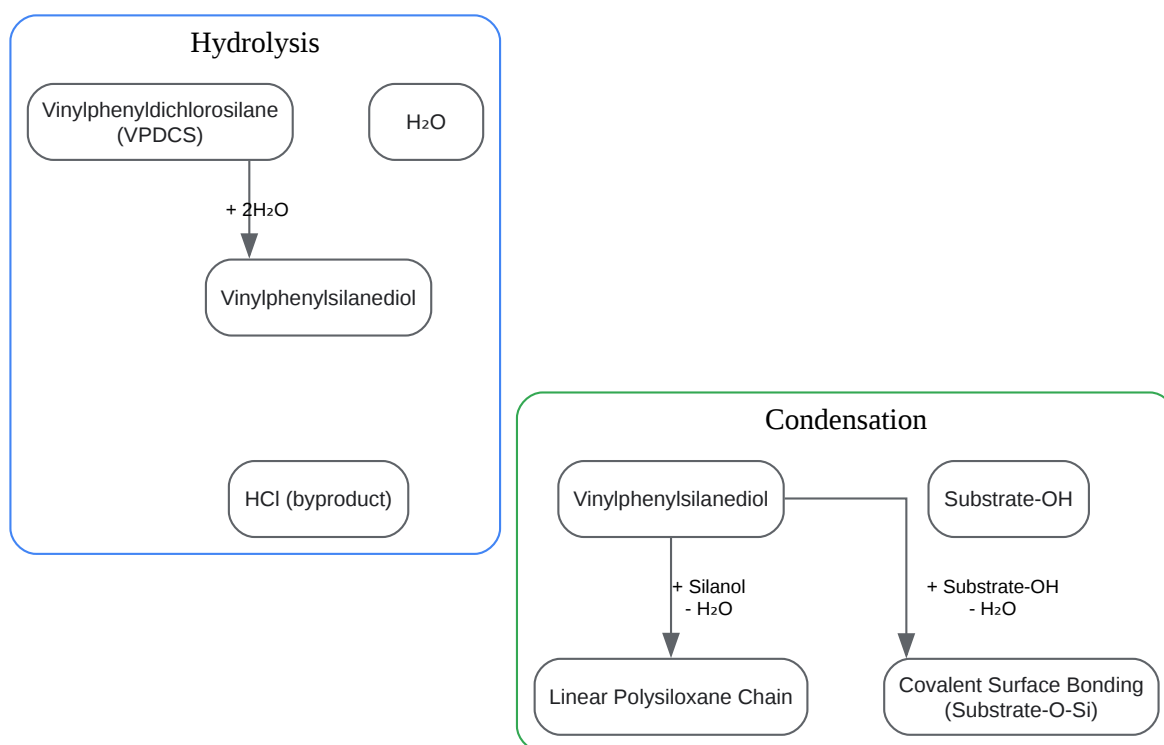 Hydrolysis
Vinylphenyldichlorosilane
(VPDCS)
H₂O
+ 2H₂O
Vinylphenylsilanediol
HCl (byproduct)
Condensation
Vinylphenylsilanediol
Substrate-OH
+ Silanol
- H₂O
+ Substrate-OH
- H₂O
Linear Polysiloxane Chain
Covalent Surface Bonding
(Substrate-O-Si)